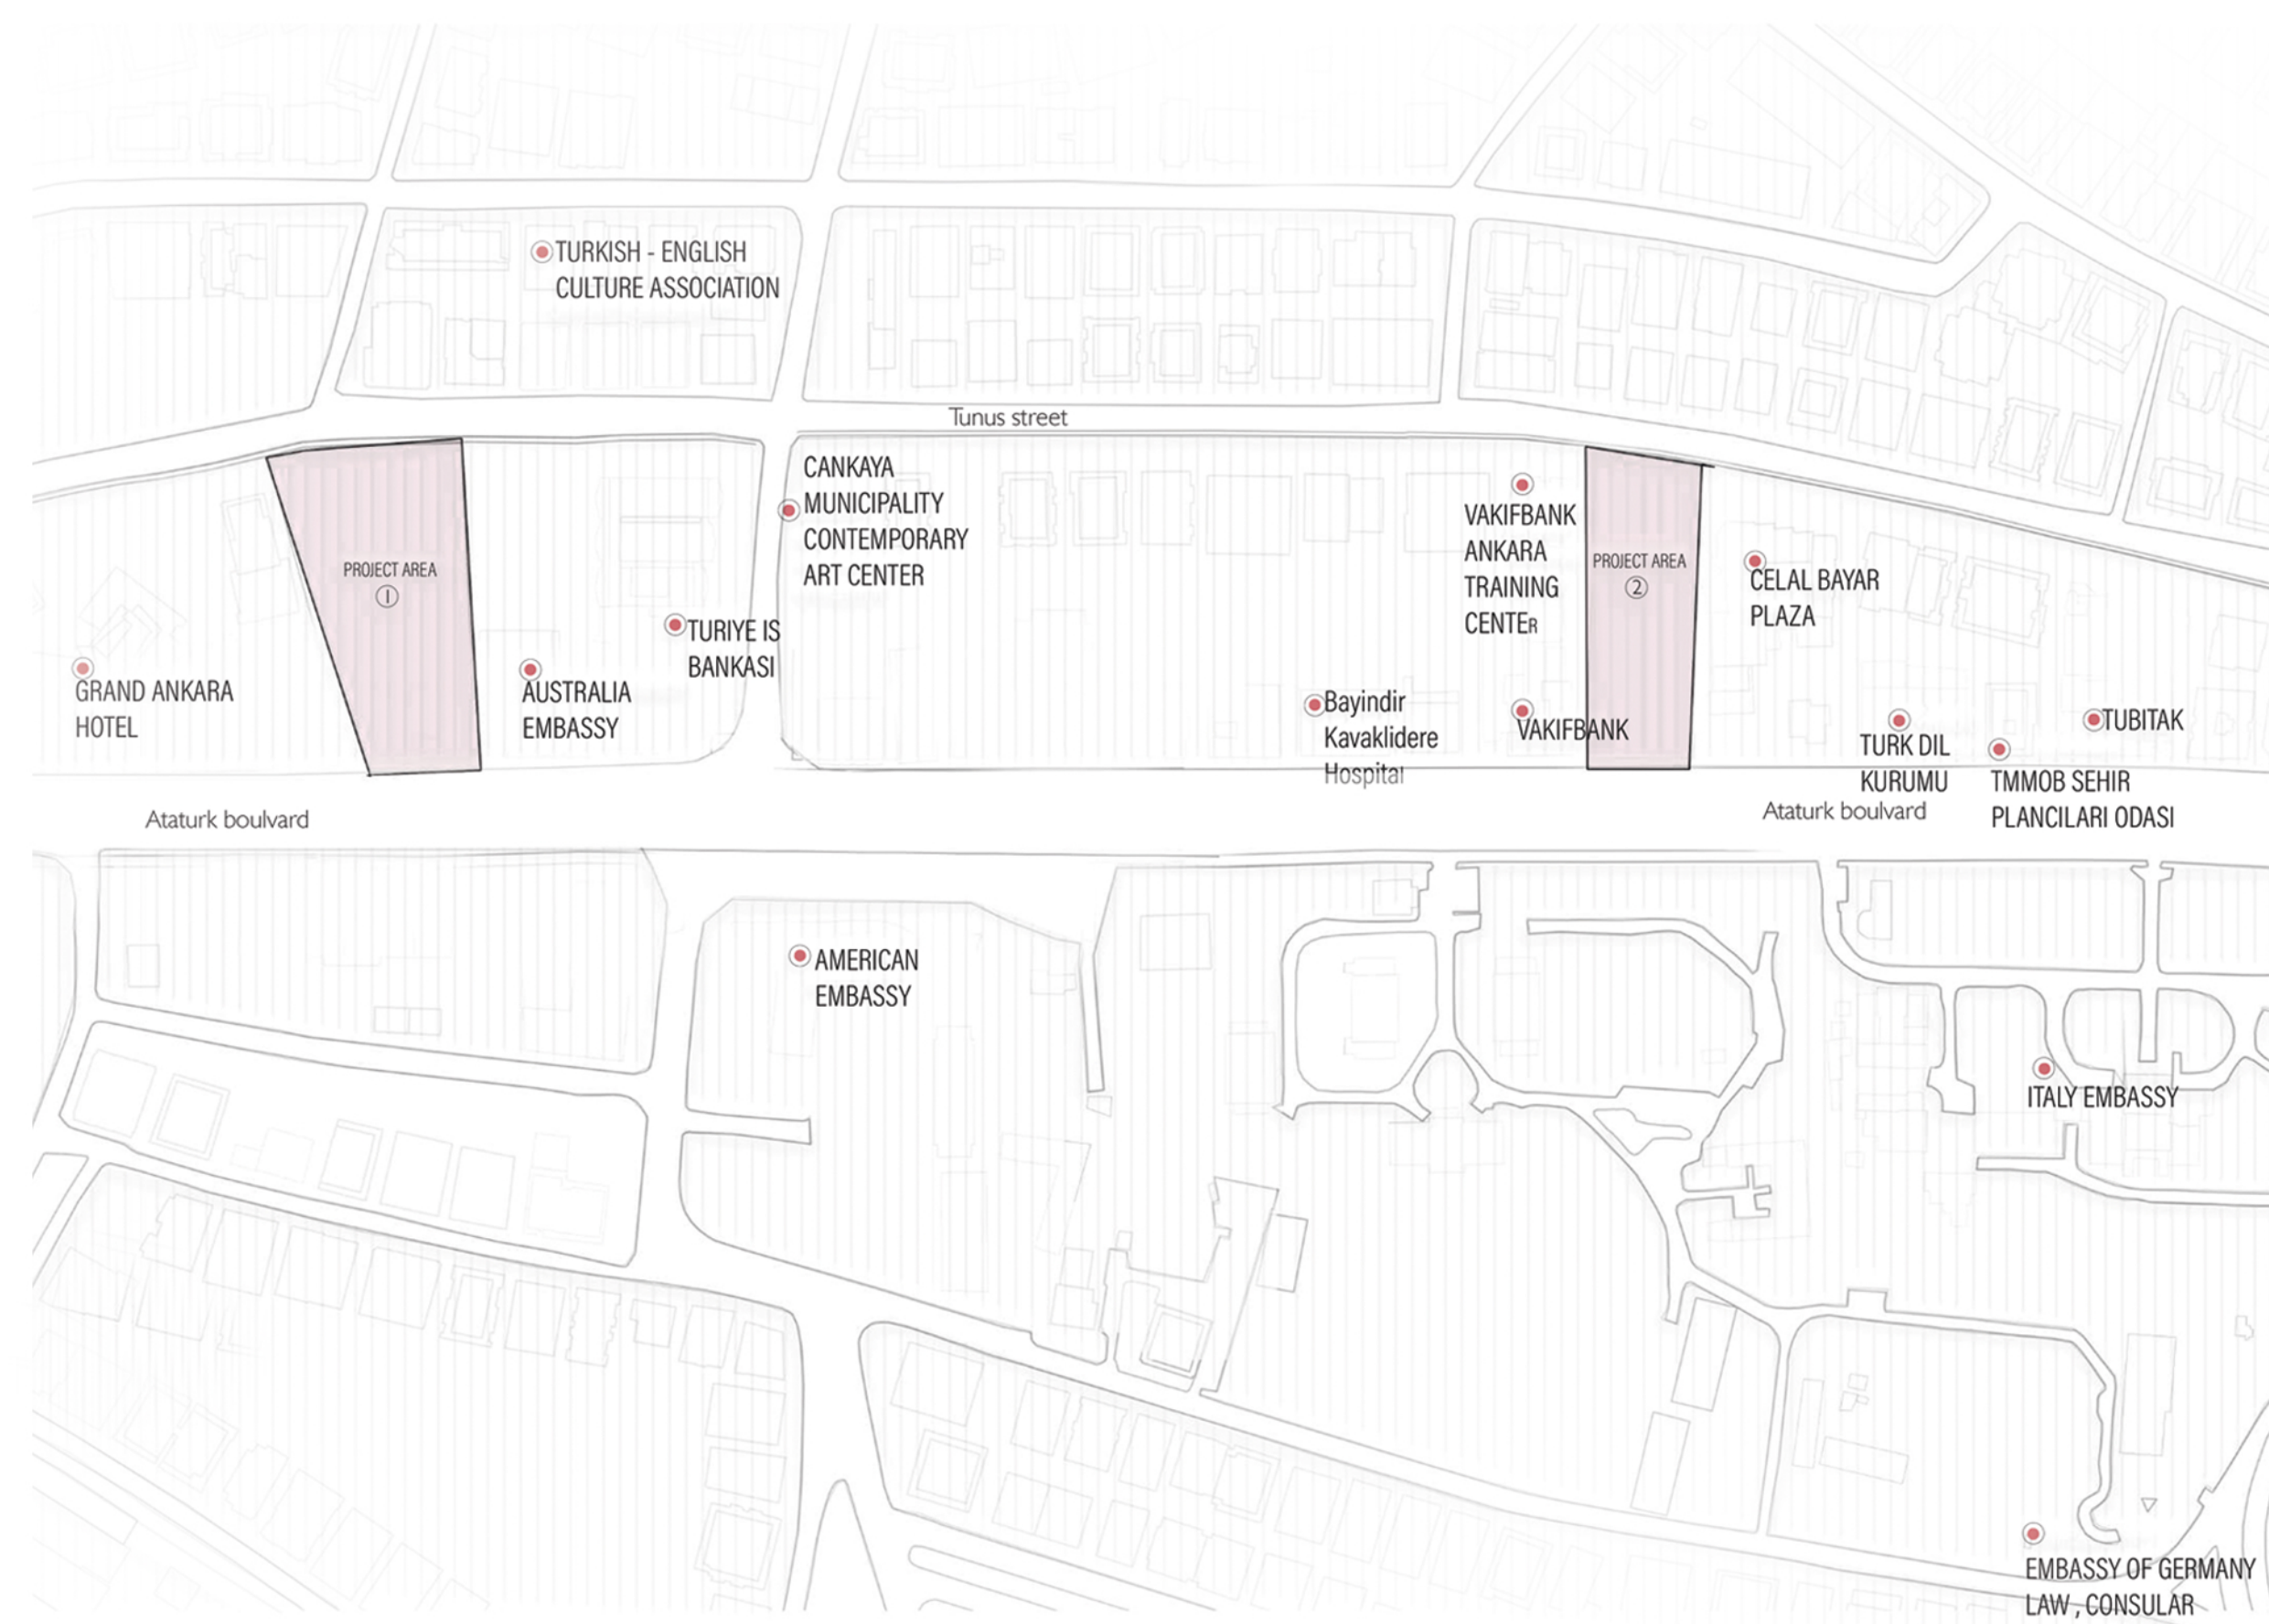 TURKISH - ENGLISH
CULTURE ASSOCIATION
Tunus street
CANKAYA
MUNICIPALITY
CONTEMPORARY
ART CENTER
VAKIFBANK
ANKARA
TRAINING
CENTER
PROJECT AREA
1
PROJECT AREA
2
CELAL BAYAR
PLAZA
TURIYE IS
BANKASI
GRAND ANKARA
HOTEL
AUSTRALIA
EMBASSY
Bayindir
Kavaklidere
Hospital
VAKIFBANK
TURK DIL
KURUMU
TUBITAK
TMMOB SEHIR
PLANCILARI ODASI
Ataturk boulvard
Ataturk boulvard
AMERICAN
EMBASSY
ITALY EMBASSY
EMBASSY OF GERMANY
LAW , CONSULAR